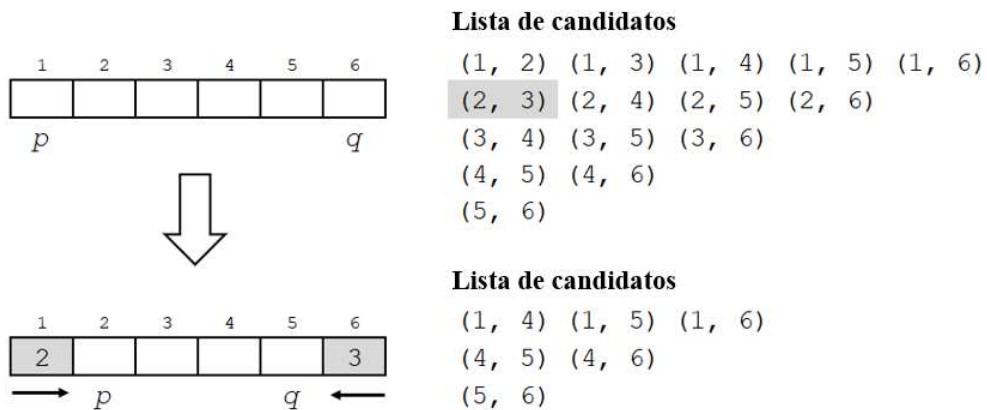 Lista de candidatos
1 2 3 4 5 6
(1, 2) (1, 3) (1, 4) (1, 5) (1, 6)
(2, 3) (2, 4) (2, 5) (2, 6)
p q
(3, 4) (3, 5) (3, 6)
(4, 5) (4, 6)
(5, 6)
Lista de candidatos
1 2 3 4 5 6
(1, 4) (1, 5) (1, 6)
2 3
(4, 5) (4, 6)
p q
(5, 6)